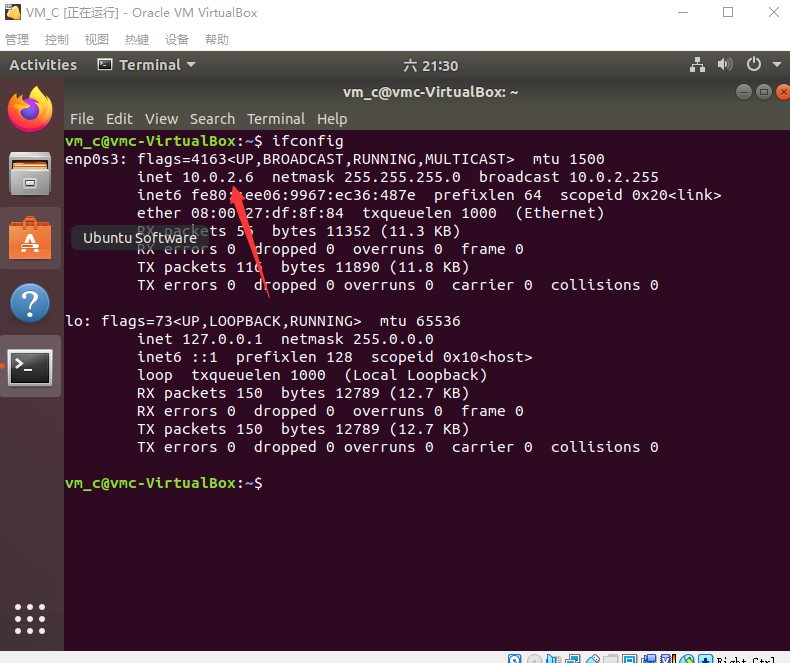 VM_C [正在运行] - Oracle VM VirtualBox
管理 控制 视图 热键 设备 帮助
Activities Terminal 六 21:30
vm_c@vmc-VirtualBox: ~
File Edit View Search Terminal Help
vm_c@vmc-VirtualBox:~$ ifconfig
enp0s3: flags=4163<UP,BROADCAST,RUNNING,MULTICAST> mtu 1500
inet 10.0.2.6 netmask 255.255.255.0 broadcast 10.0.2.255
inet6 fe80: ee06:9967:ec36:487e prefixlen 64 scopeid 0x20<link>
ether 08:00:27:df:8f:84 txqueuelen 1000 (Ethernet)
RX packets 55 bytes 11352 (11.3 KB)
Ubuntu Software
RX errors 0 dropped 0 overruns 0 frame 0
TX packets 116 bytes 11890 (11.8 KB)
TX errors 0 dropped 0 overruns 0 carrier 0 collisions 0
lo: flags=73<UP,LOOPBACK,RUNNING> mtu 65536
inet 127.0.0.1 netmask 255.0.0.0
inet6 ::1 prefixlen 128 scopeid 0x10<host>
loop txqueuelen 1000 (Local Loopback)
RX packets 150 bytes 12789 (12.7 KB)
RX errors 0 dropped 0 overruns 0 frame 0
TX packets 150 bytes 12789 (12.7 KB)
TX errors 0 dropped 0 overruns 0 carrier 0 collisions 0
vm_c@vmc-VirtualBox:~$
Right Ctrl